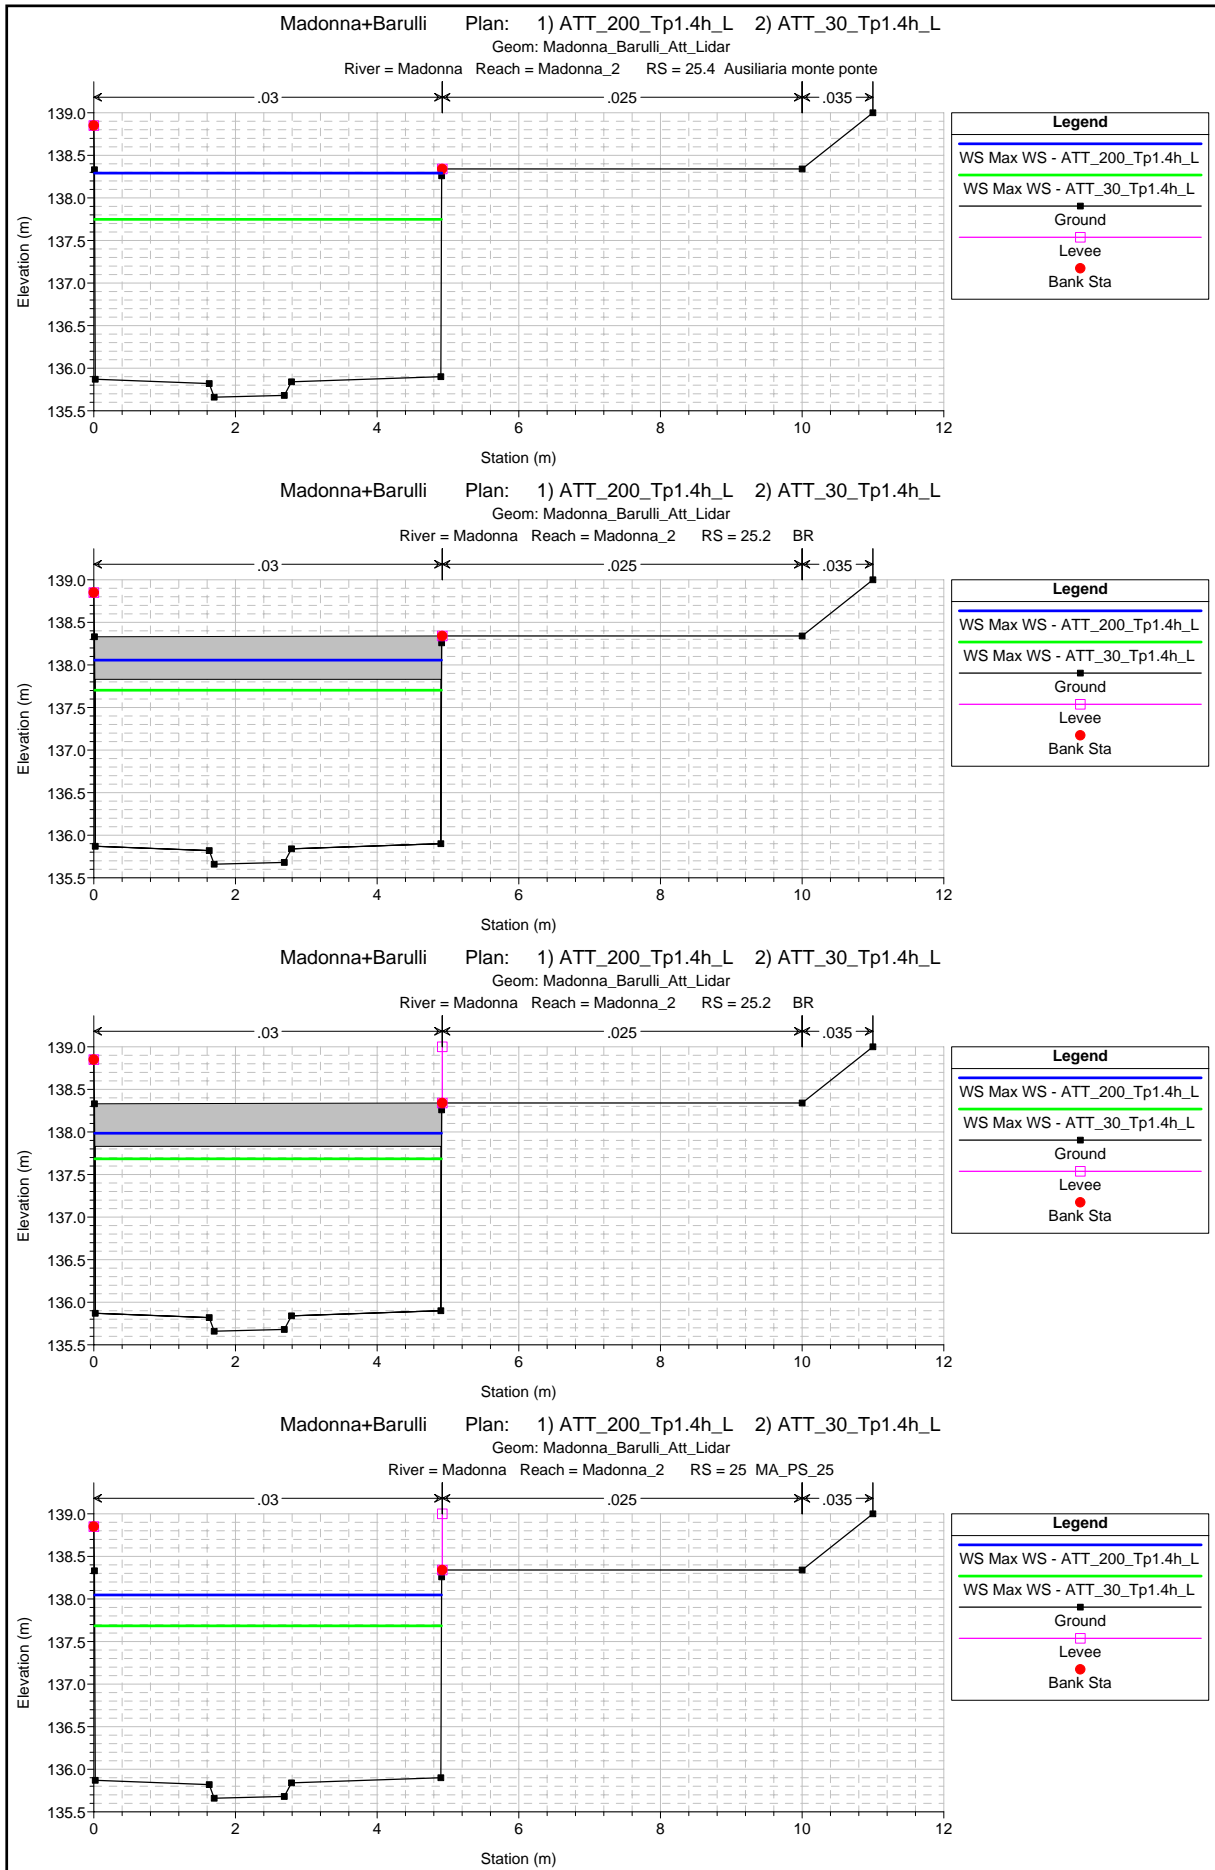 Madonna+Barulli Plan: 1) ATT_200_Tp1.4h_L 2) ATT_30_Tp1.4h_L
Geom: Madonna_Barulli_Att_Lidar
River = Madonna Reach = Madonna_2 RS = 25.4 Ausiliaria monte ponte
.03 .025 .035
139.0
138.5
138.0
137.5
137.0
136.5
136.0
135.5
0 2 4 6 8 10 12
Station (m)
Elevation (m)
Legend
WS Max WS - ATT_200_Tp1.4h_L
WS Max WS - ATT_30_Tp1.4h_L
Ground
Levee
Bank Sta
Madonna+Barulli Plan: 1) ATT_200_Tp1.4h_L 2) ATT_30_Tp1.4h_L
Geom: Madonna_Barulli_Att_Lidar
River = Madonna Reach = Madonna_2 RS = 25.2 BR
.03 .025 .035
139.0
138.5
138.0
137.5
137.0
136.5
136.0
135.5
0 2 4 6 8 10 12
Station (m)
Elevation (m)
Legend
WS Max WS - ATT_200_Tp1.4h_L
WS Max WS - ATT_30_Tp1.4h_L
Ground
Levee
Bank Sta
Madonna+Barulli Plan: 1) ATT_200_Tp1.4h_L 2) ATT_30_Tp1.4h_L
Geom: Madonna_Barulli_Att_Lidar
River = Madonna Reach = Madonna_2 RS = 25.2 BR
.03 .025 .035
139.0
138.5
138.0
137.5
137.0
136.5
136.0
135.5
0 2 4 6 8 10 12
Station (m)
Elevation (m)
Legend
WS Max WS - ATT_200_Tp1.4h_L
WS Max WS - ATT_30_Tp1.4h_L
Ground
Levee
Bank Sta
Madonna+Barulli Plan: 1) ATT_200_Tp1.4h_L 2) ATT_30_Tp1.4h_L
Geom: Madonna_Barulli_Att_Lidar
River = Madonna Reach = Madonna_2 RS = 25 MA_PS_25
.03 .025 .035
139.0
138.5
138.0
137.5
137.0
136.5
136.0
135.5
0 2 4 6 8 10 12
Station (m)
Elevation (m)
Legend
WS Max WS - ATT_200_Tp1.4h_L
WS Max WS - ATT_30_Tp1.4h_L
Ground
Levee
Bank Sta